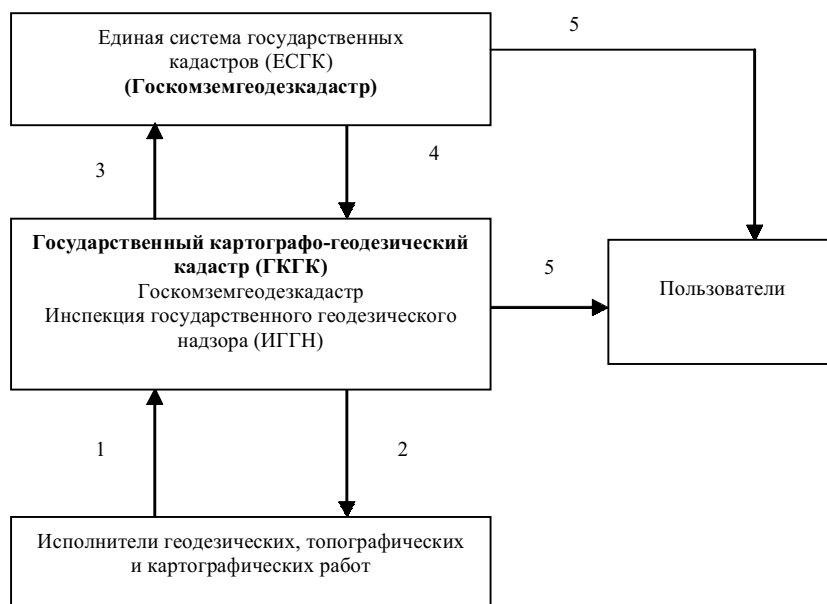 Единая система государственных
кадастров (ЕСГК)
(Госкомземгеодезкадастр)
5
3
4
Государственный картографо-геодезический
кадастр (ГКГК)
Госкомземгеодезкадастр
Инспекция государственного геодезического
надзора (ИГГН)
5
Пользователи
1
2
Исполнители геодезических, топографических
и картографических работ